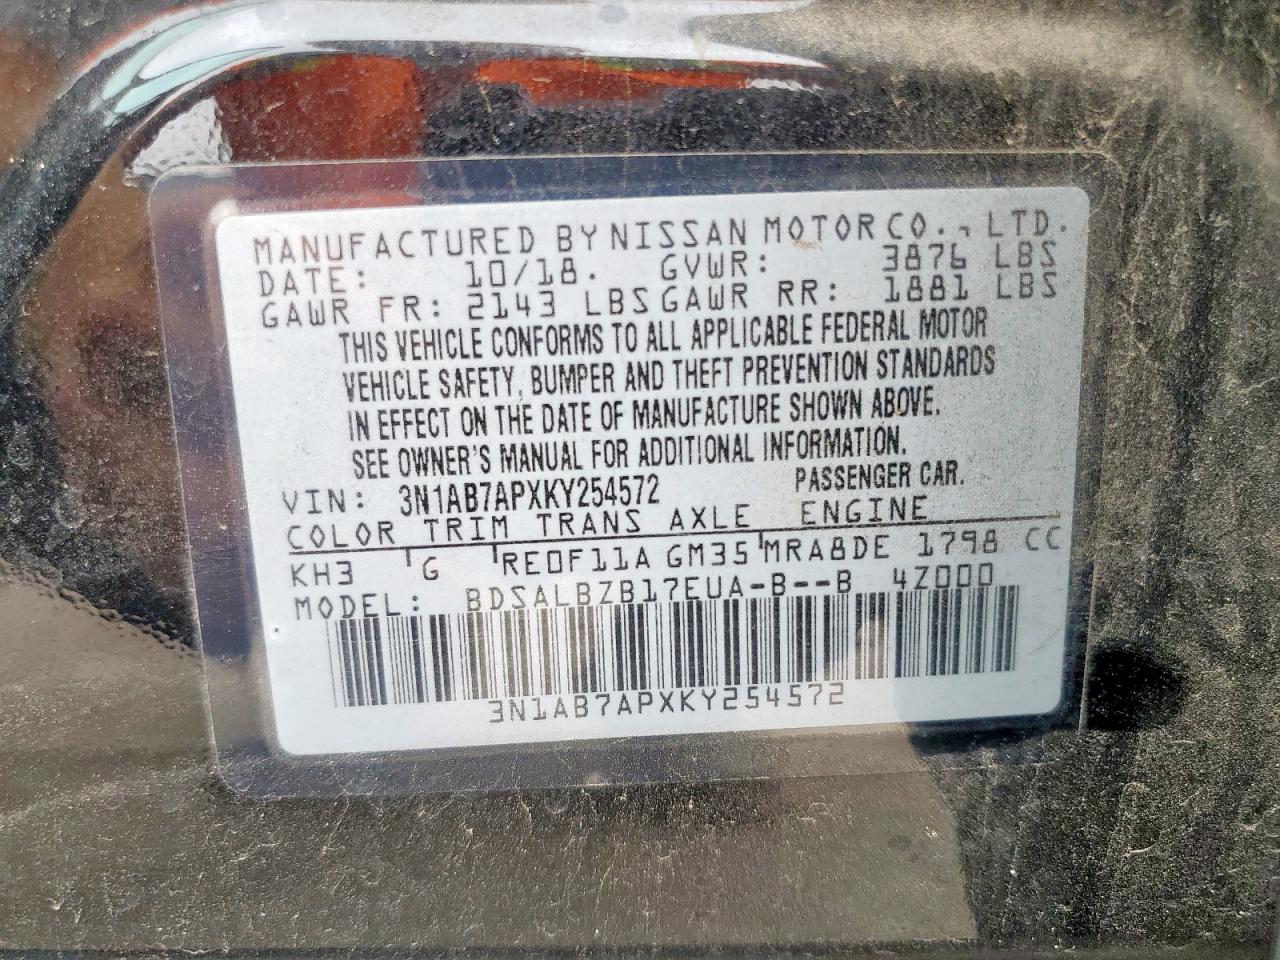 MANUFACTURED BY NISSAN MOTOR CO., LTD.
DATE: 10/18. GVWR: 3876 LBS
GAWR FR: 2143 LBS GAWR RR: 1881 LBS
THIS VEHICLE CONFORMS TO ALL APPLICABLE FEDERAL MOTOR
VEHICLE SAFETY, BUMPER AND THEFT PREVENTION STANDARDS
IN EFFECT ON THE DATE OF MANUFACTURE SHOWN ABOVE.
SEE OWNER'S MANUAL FOR ADDITIONAL INFORMATION.
VIN: 3N1AB7APXKY254572 PASSENGER CAR.
COLOR TRIM TRANS AXLE ENGINE
KH3 G RE0F11A GM35 MRA8DE 1798 CC
MODEL: BDSALBZB17EUA-B--B 4Z000
3N1AB7APXKY254572